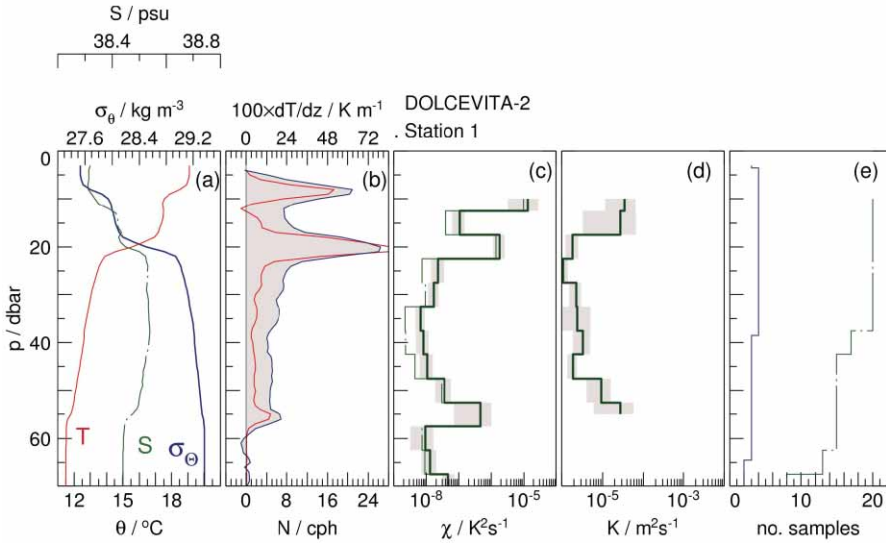 S / psu
38.4 38.8
σθ / kg m-3 100×dT/dz / K m-1 DOLCEVITA-2
27.6 28.4 29.2 0 24 48 72 . Station 1
0 (a) (b) (c) (d) (e)
20
p / dbar
40
60 T S σΘ
12 15 18 0 8 16 24 10-8 10-5 10-5 10-3 0 10 20
θ / oC N / cph χ / K2s-1 K / m2s-1 no. samples